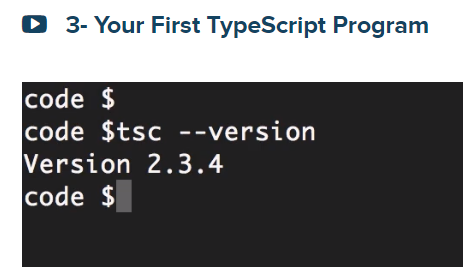 3- Your First TypeScript Program
code $
code $tsc --version
Version 2.3.4
code $